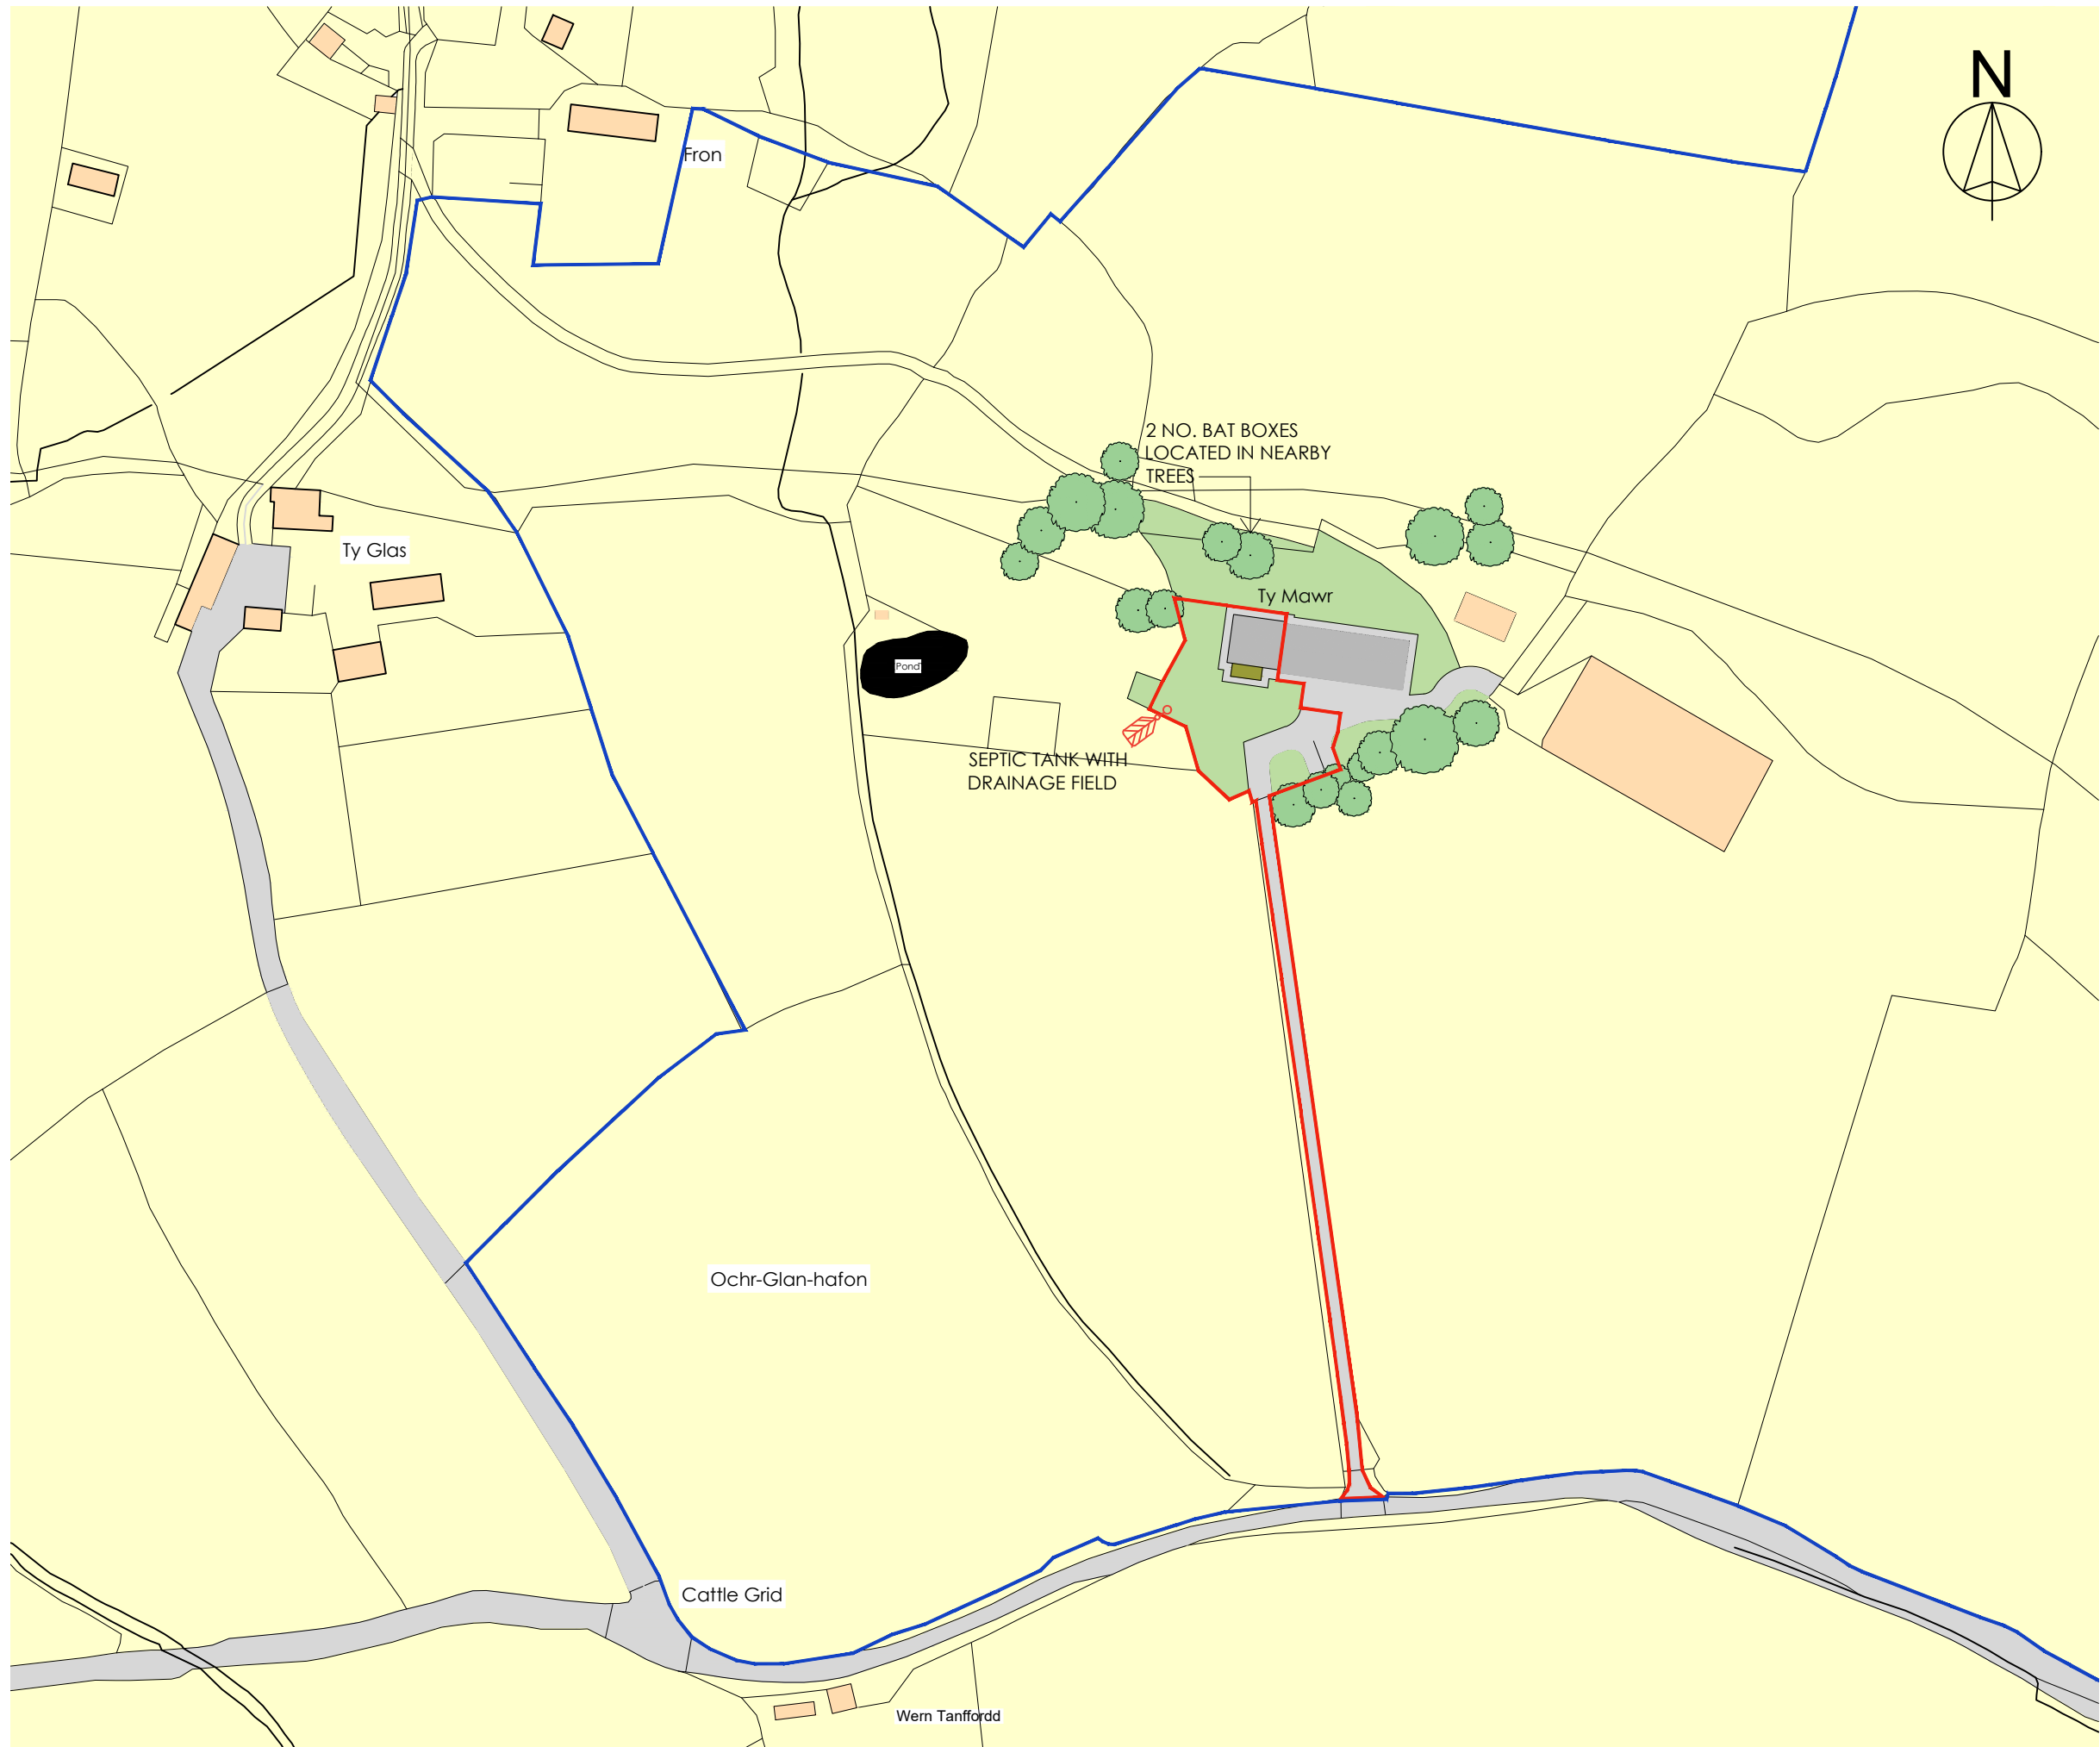 N
Fron
2 NO. BAT BOXES
LOCATED IN NEARBY
TREES
Ty Glas
Ty Mawr
Pond
SEPTIC TANK WITH
DRAINAGE FIELD
Ochr-Glan-hafon
Cattle Grid
Wern Tanffordd